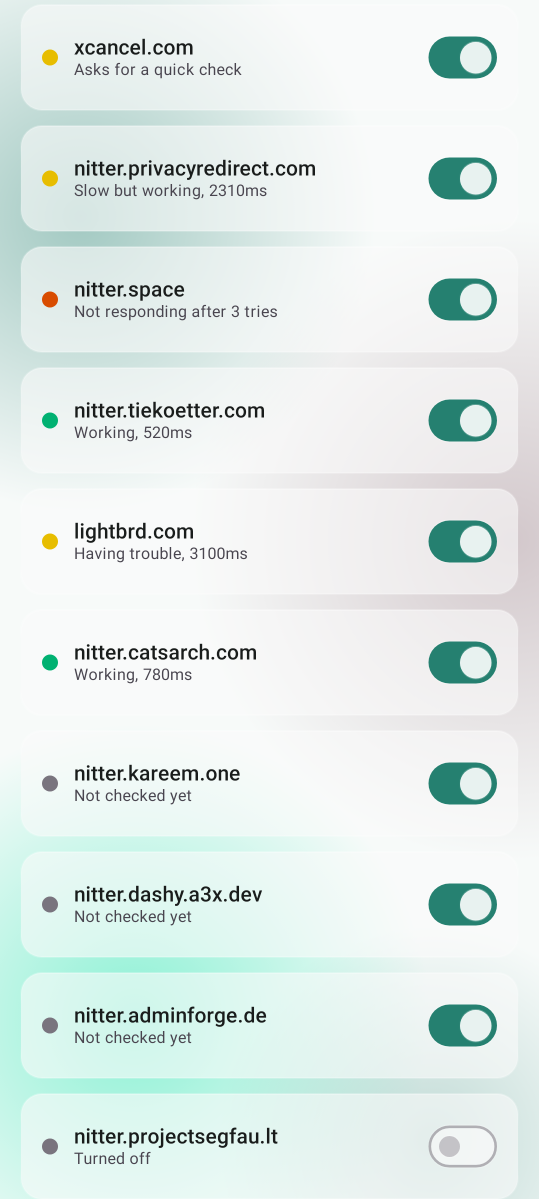 xcancel.com
Asks for a quick check
nitter.privacyredirect.com
Slow but working, 2310ms
nitter.space
Not responding after 3 tries
nitter.tiekoetter.com
Working, 520ms
lightbrd.com
Having trouble, 3100ms
nitter.catsarch.com
Working, 780ms
nitter.kareem.one
Not checked yet
nitter.dashy.a3x.dev
Not checked yet
nitter.adminforge.de
Not checked yet
nitter.projectsegfau.lt
Turned off